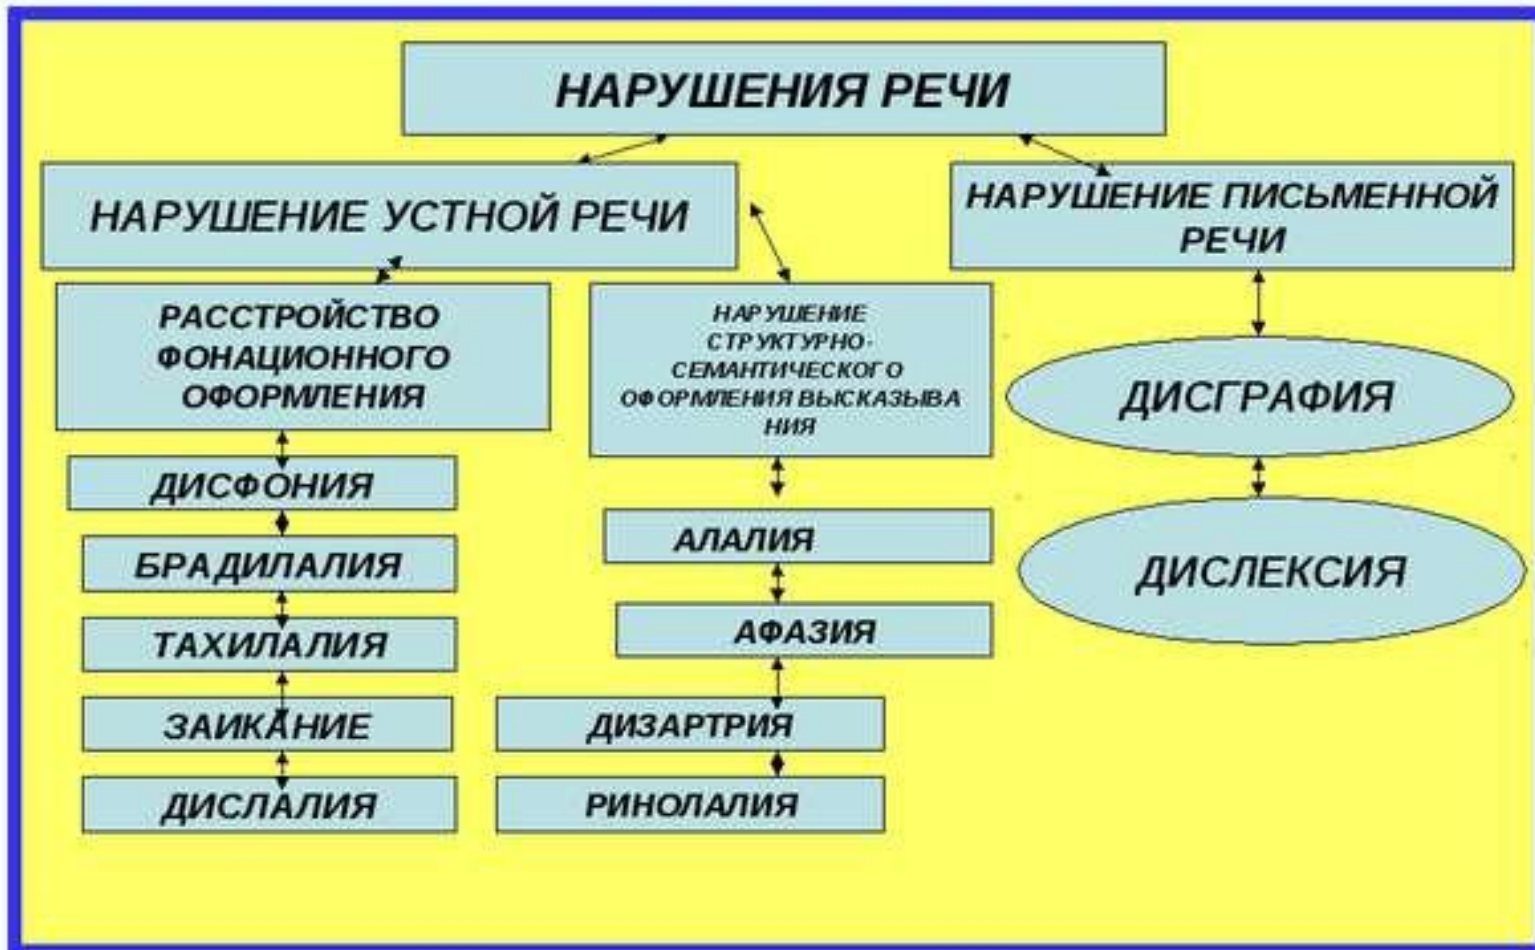 НАРУШЕНИЯ РЕЧИ
НАРУШЕНИЕ УСТНОЙ РЕЧИ
НАРУШЕНИЕ ПИСЬМЕННОЙ
РЕЧИ
РАССТРОЙСТВО
ФОНАЦИОННОГО
ОФОРМЛЕНИЯ
НАРУШЕНИЕ
СТРУКТУРНО-
СЕМАНТИЧЕСКОГО
ОФОРМЛЕНИЯ ВЫСКАЗЫВА
НИЯ
ДИСФОНИЯ
БРАДИЛАЛИЯ
ТАХИЛАЛИЯ
ЗАИКАНИЕ
ДИСЛАЛИЯ
АЛАЛИЯ
АФАЗИЯ
ДИЗАРТРИЯ
РИНОЛАЛИЯ
ДИСГРАФИЯ
ДИСЛЕКСИЯ